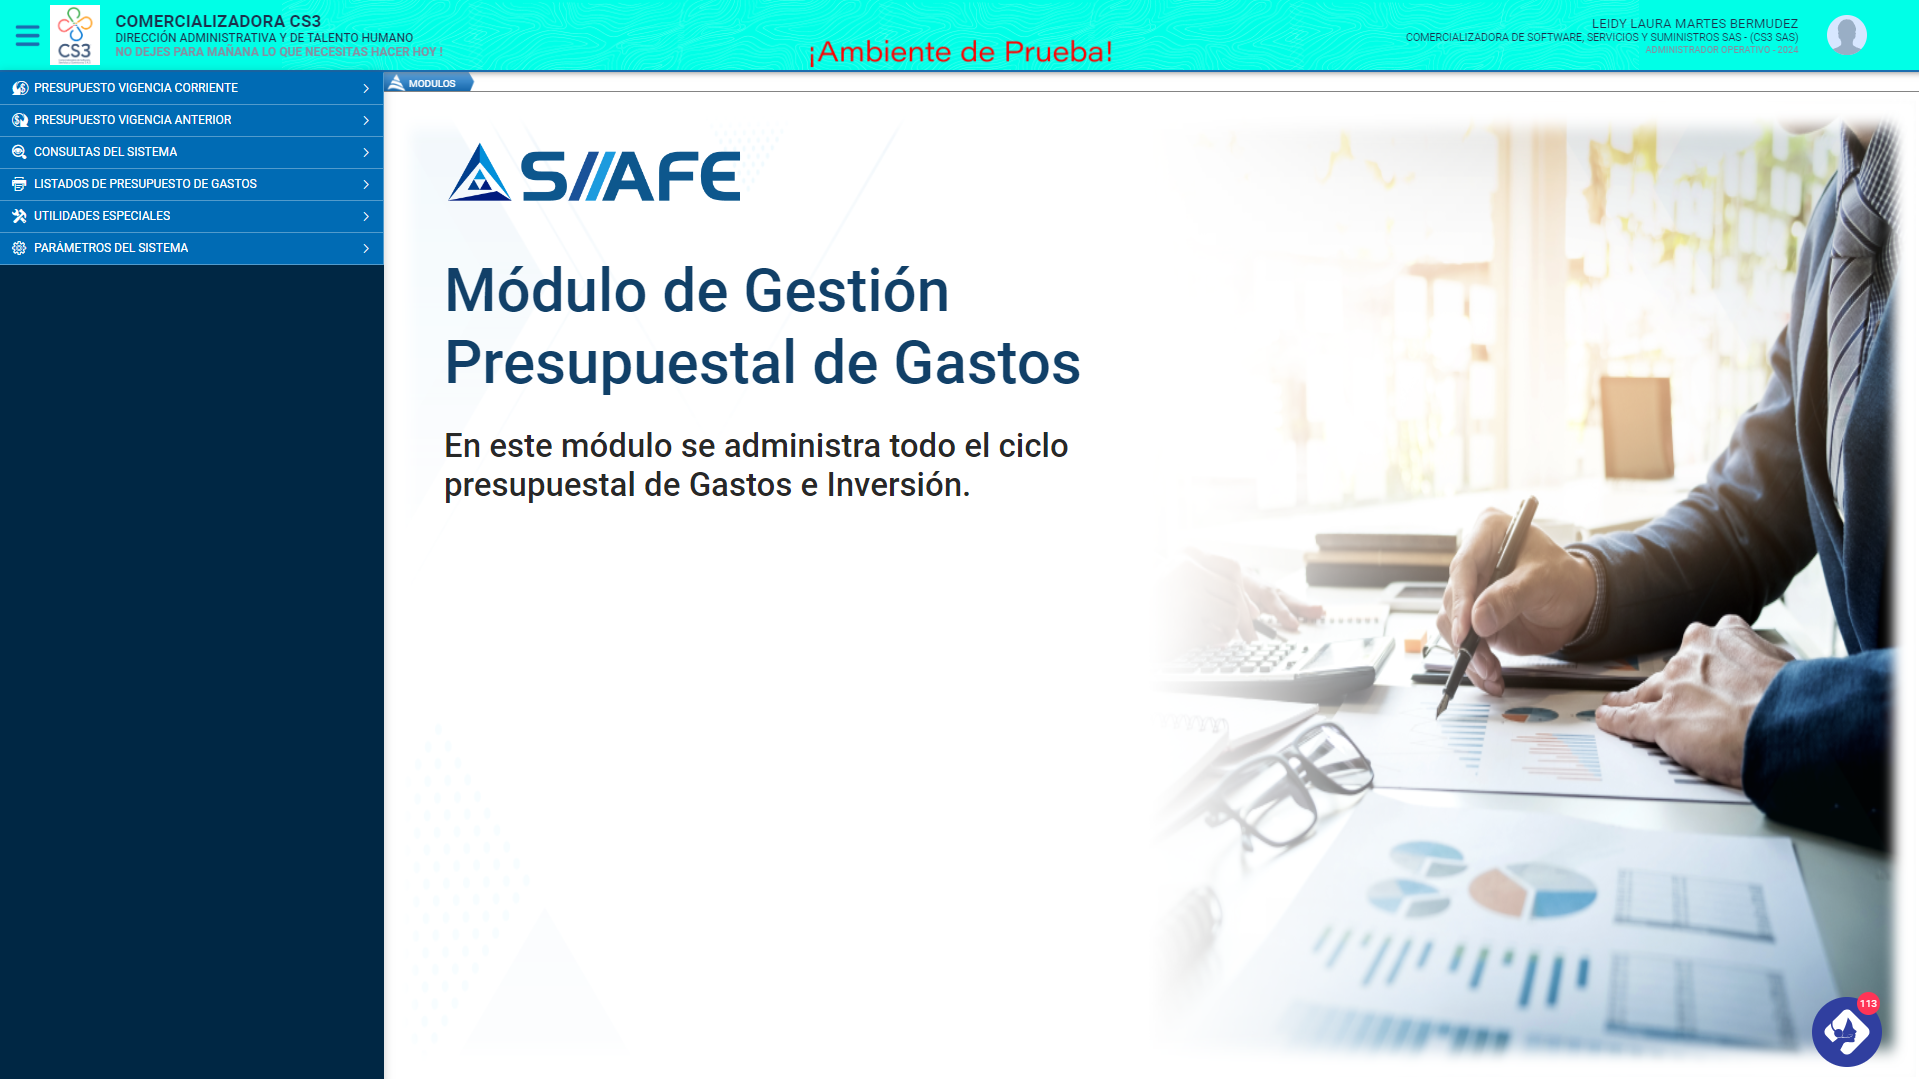 COMERCIALIZADORA CS3
DIRECCIÓN ADMINISTRATIVA Y DE TALENTO HUMANO
NO DEJES PARA MAÑANA LO QUE NECESITAS HACER HOY !
CS3
¡Ambiente de Prueba!
LEIDY LAURA MARTES BERMUDEZ
COMERCIALIZADORA DE SOFTWARE, SERVICIOS Y SUMINISTROS SAS - (CS3 SAS)
ADMINISTRADOR OPERATIVO - 2024
PRESUPUESTO VIGENCIA CORRIENTE
PRESUPUESTO VIGENCIA ANTERIOR
CONSULTAS DEL SISTEMA
LISTADOS DE PRESUPUESTO DE GASTOS
UTILIDADES ESPECIALES
PARÁMETROS DEL SISTEMA
MODULOS
SIIAFE
Módulo de Gestión
Presupuestal de Gastos
En este módulo se administra todo el ciclo
presupuestal de Gastos e Inversión.
113